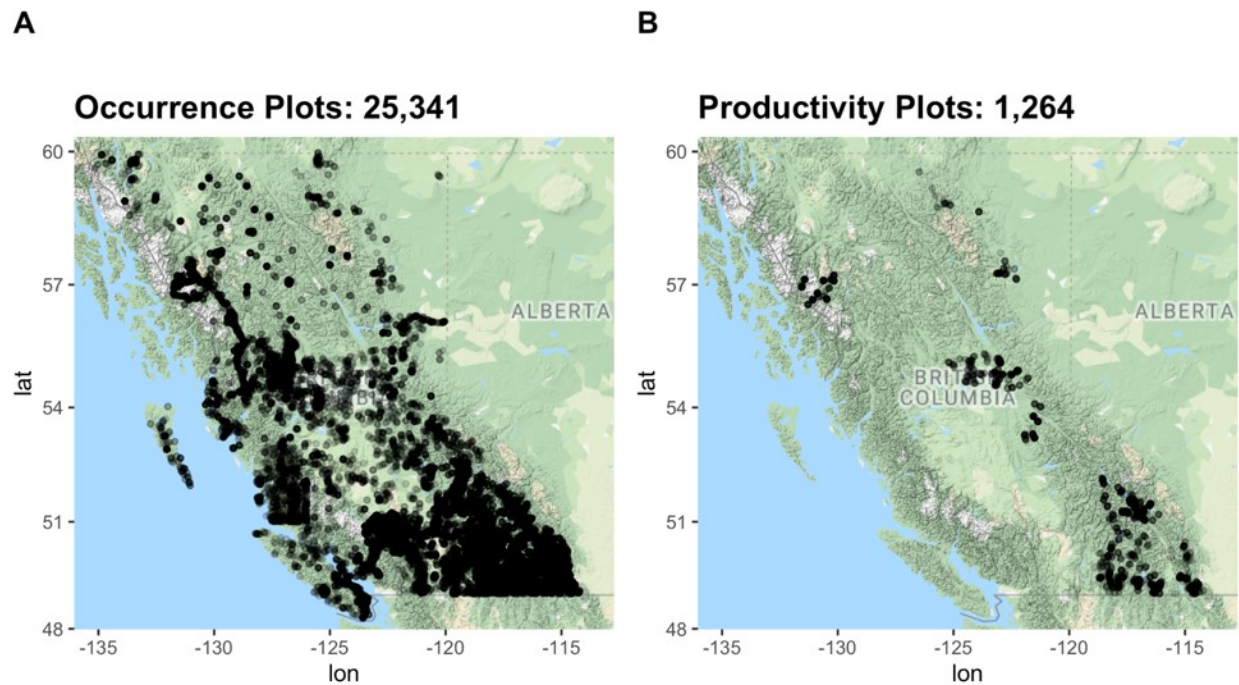 A
Occurrence Plots: 25,341
60
57
54
51
48
lat
ALBERTA
-135
-130
-125
-120
-115
lon
B
Productivity Plots: 1,264
60
57
54
51
48
lat
ALBERTA
BRITISH
COLUMBIA
-135
-130
-125
-120
-115
lon